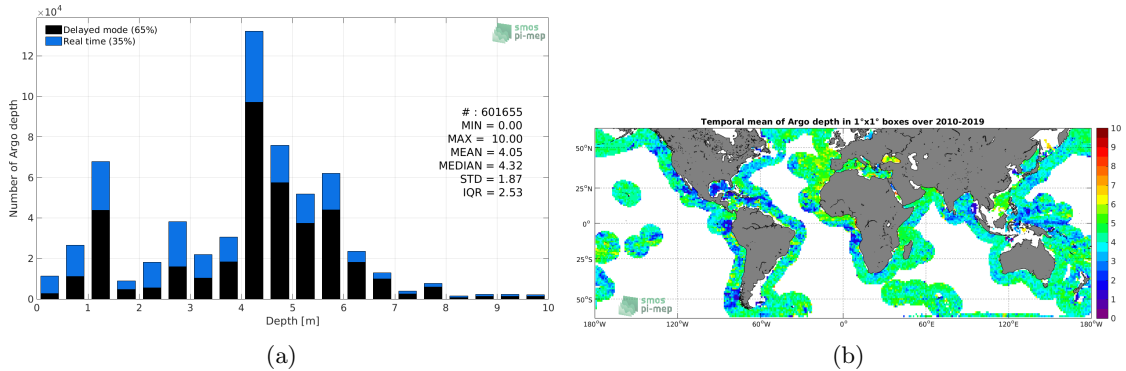 ×10⁴
Delayed mode (65%)
Real time (35%)
smos
pi-mep
12
10
8
6
4
2
0
Number of Argo depth
# : 601655
MIN = 0.00
MAX = 10.00
MEAN = 4.05
MEDIAN = 4.32
STD = 1.87
IQR = 2.53
0 1 2 3 4 5 6 7 8 9 10
Depth [m]
(a)
Temporal mean of Argo depth in 1°x1° boxes over 2010-2019
50°N
25°N
0°
25°S
50°S
180°W 120°W 60°W 0° 60°E 120°E 180°W
smos
pi-mep
10
9
8
7
6
5
4
3
2
1
0
(b)